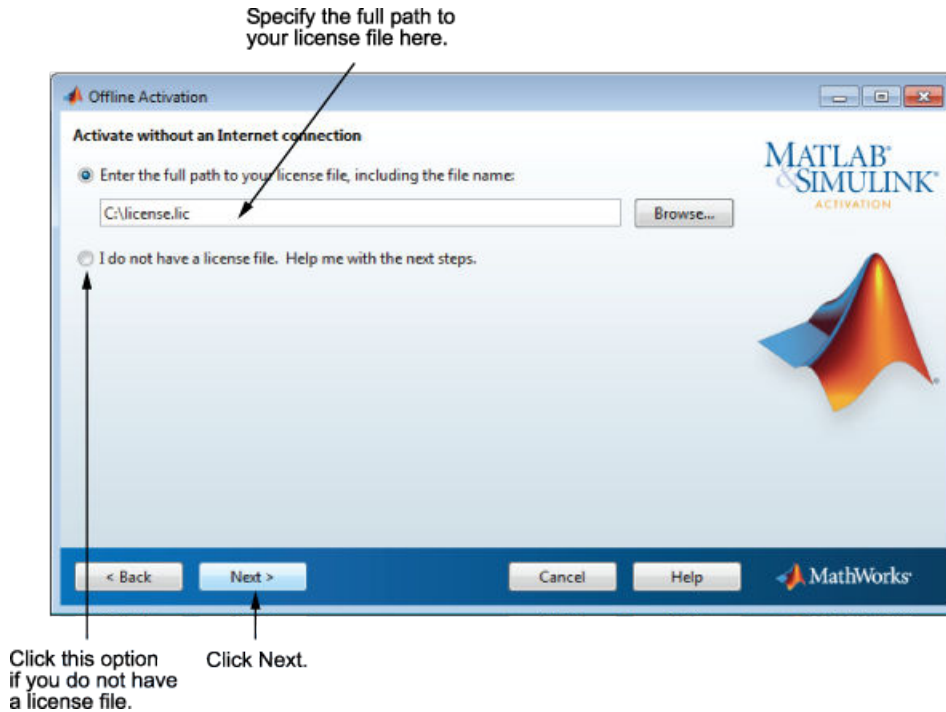 Specify the full path to
your license file here.
Offline Activation
Activate without an Internet connection
Enter the full path to your license file, including the file name:
C:\license.lic
Browse...
I do not have a license file. Help me with the next steps.
MATLAB®
&SIMULINK®
ACTIVATION
®
< Back
Next >
Cancel
Help
MathWorks®
Click this option
if you do not have
a license file.
Click Next.